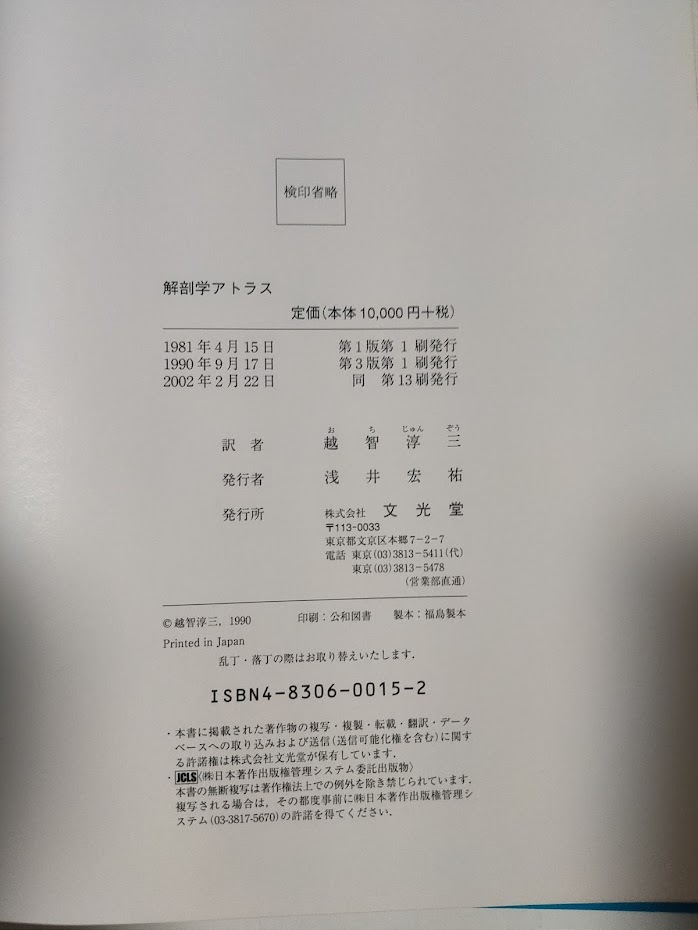 検印省略
解剖学アトラス
定価(本体10,000円+税)
1981年4月15日 第1版第1刷発行
1990年9月17日 第3版第1刷発行
2002年2月22日 同 第13刷発行
おち じゅんぞう
訳者 越智淳三
発行者 浅井宏祐
発行所 株式会社 文光堂
〒113-0033
東京都文京区本郷7-2-7
電話 東京(03)3813-5411(代)
東京(03)3813-5478
(営業部直通)
©越智淳三, 1990 印刷:公和図書 製本:福島製本
Printed in Japan
乱丁・落丁の際はお取り替えいたします.
ISBN4-8306-0015-2
・本書に掲載された著作物の複写・複製・転載・翻訳・データ
ベースへの取り込みおよび送信(送信可能化権を含む)に関す
る許諾権は株式会社文光堂が保有しています.
・JCLS〈㈱日本著作出版権管理システム委託出版物〉
本書の無断複写は著作権法上での例外を除き禁じられています.
複写される場合は,その都度事前に㈱日本著作出版権管理シ
ステム(03-3817-5670)の許諾を得てください.